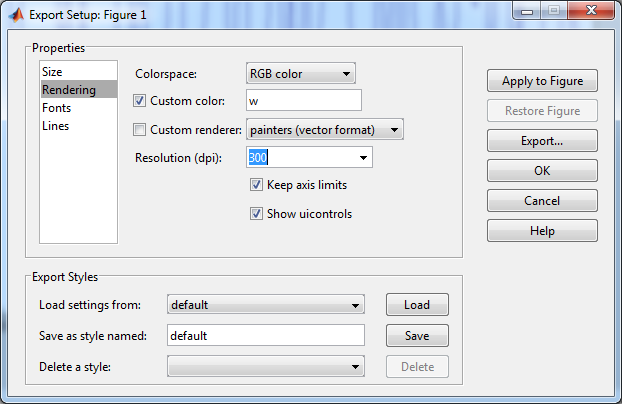 Export Setup: Figure 1
Properties
Size
Rendering
Fonts
Lines
Colorspace: RGB color
Custom color: w
Custom renderer: painters (vector format)
Resolution (dpi): 300
Keep axis limits
Show uicontrols
Apply to Figure
Restore Figure
Export...
OK
Cancel
Help
Export Styles
Load settings from: default Load
Save as style named: default Save
Delete a style: Delete